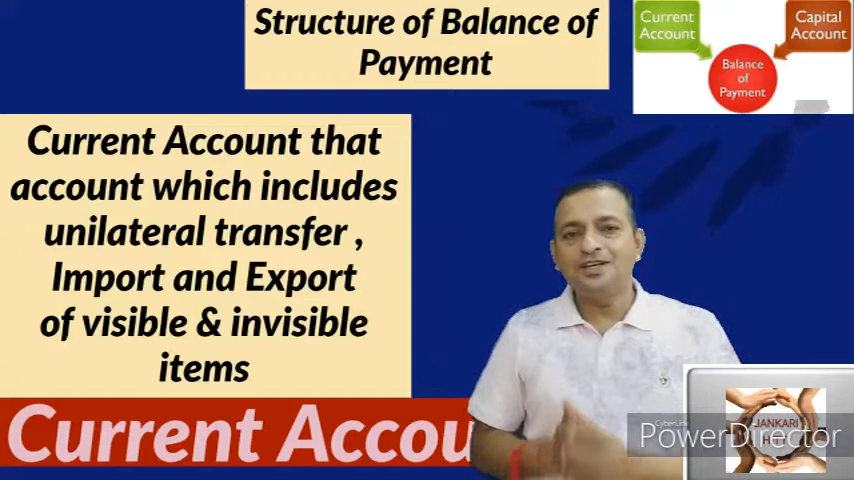 Structure of Balance of
Payment
Current
Account
Capital
Account
Balance
of
Payment
Current Account that
account which includes
unilateral transfer ,
Import and Export
of visible & invisible
items
Current Accou
CyberLink
PowerDirector
JANKARI